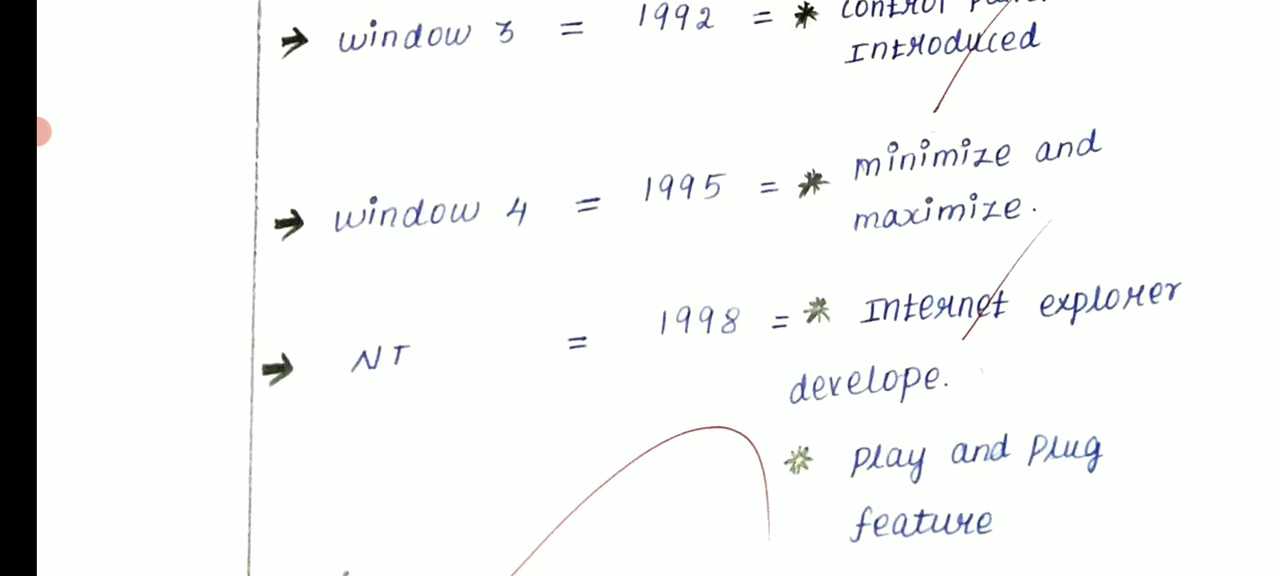 → window 3 = 1992 = * control
Introduced
→ window 4 = 1995 = * minimize and
maximize.
→ NT = 1998 = * Internet explorer
develope.
* play and plug
feature